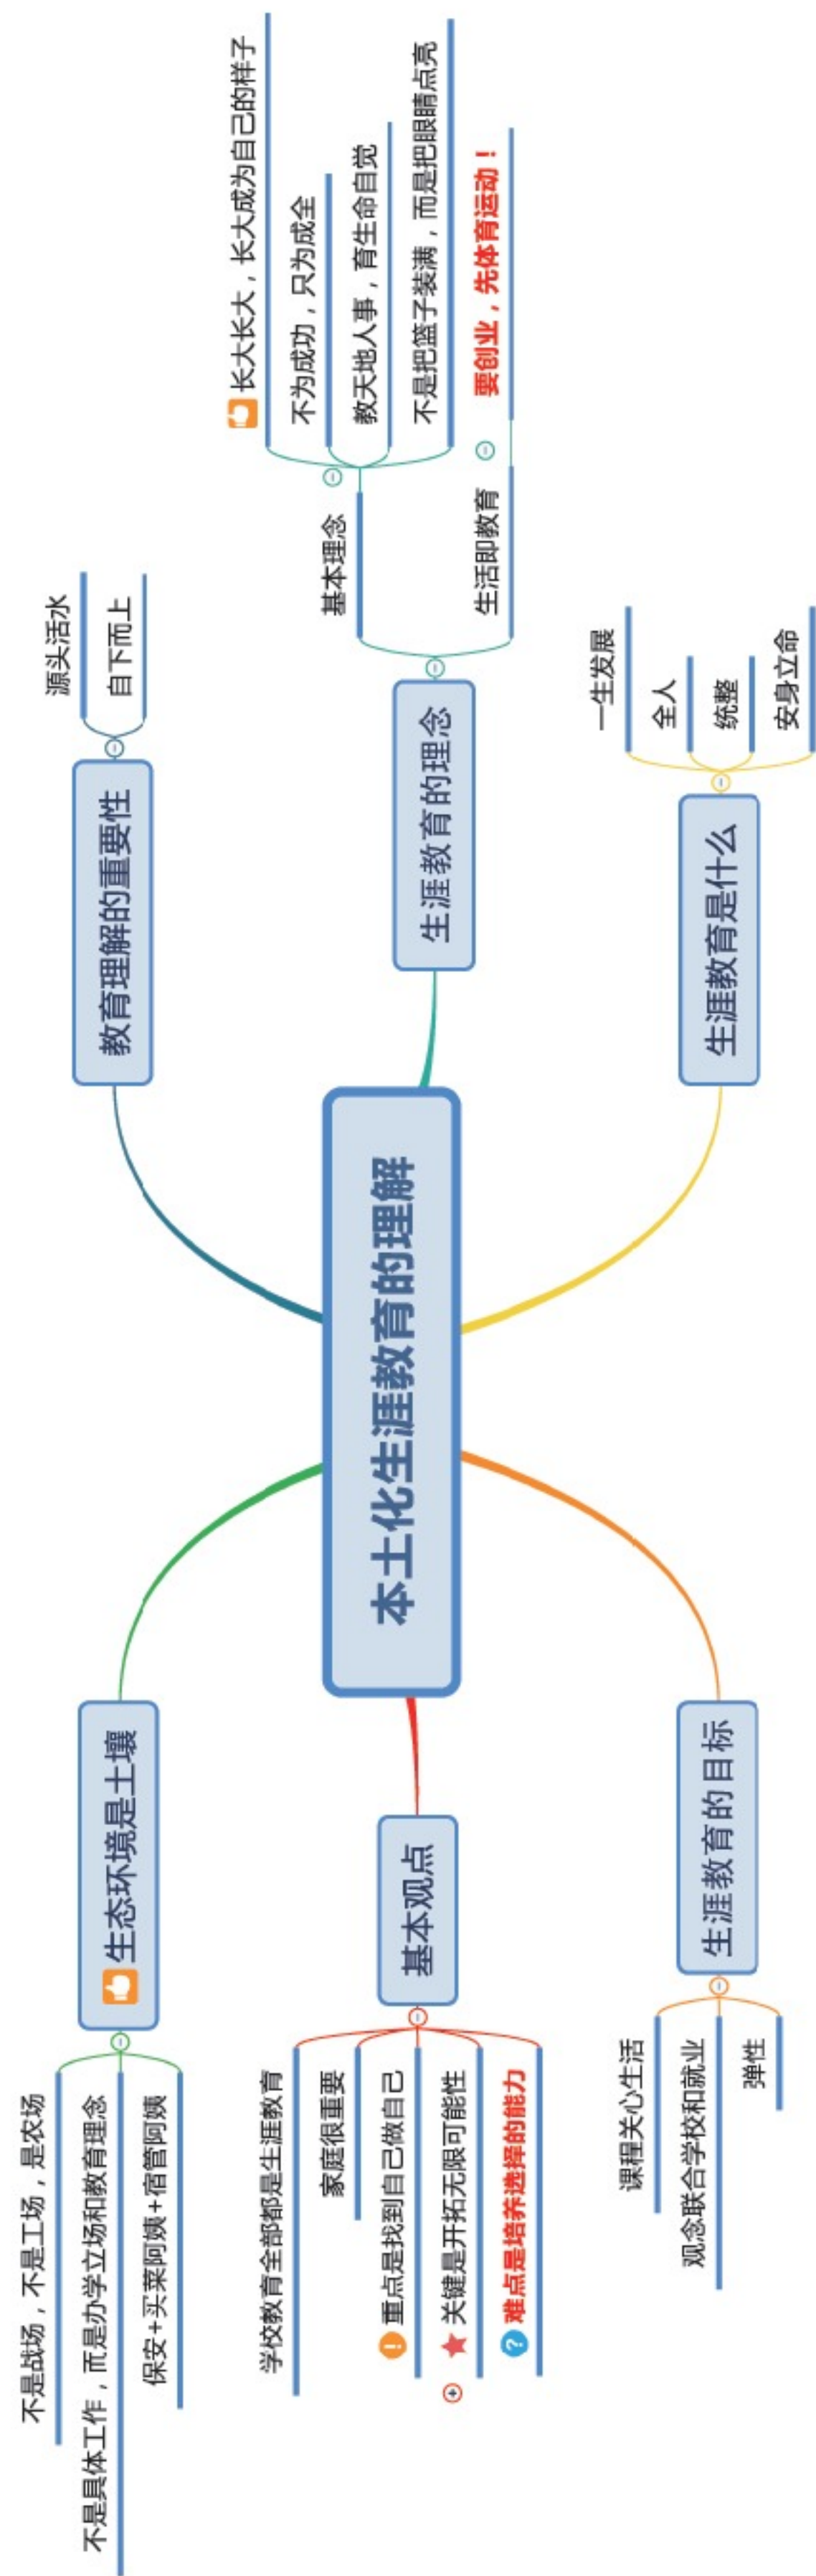 本土化生涯教育的理解
教育理解的重要性
源头活水
自下而上
生涯教育的理念
基本理念
长大长大，长大成为自己的样子
不为成功，只为成全
教天地人事，育生命自觉
不是把篮子装满，而是把眼睛点亮
生活即教育
要创业，先体育运动！
生涯教育是什么
一生发展
全人
统整
安身立命
生态环境是土壤
不是战场，不是工场，是农场
不是具体工作，而是办学立场和教育理念
保安+买菜阿姨+宿管阿姨
基本观点
学校教育全部都是生涯教育
家庭很重要
重点是找到自己做自己
关键是开拓无限可能性
难点是培养选择的能力
生涯教育的目标
课程关心生活
观念联合学校和就业
弹性